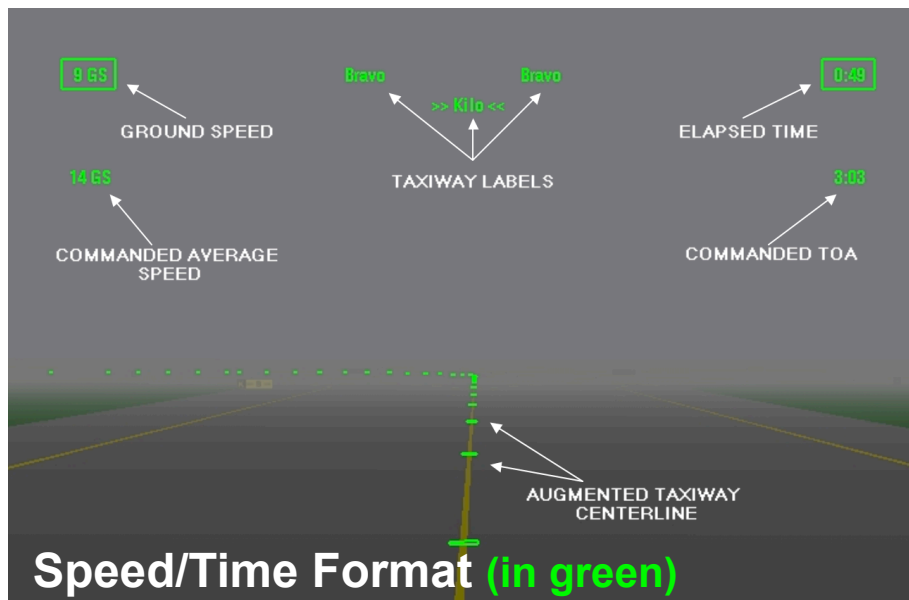 9 GS
Bravo Bravo
0:49
>> Kilo <<
GROUND SPEED
ELAPSED TIME
14 GS
TAXIWAY LABELS
3:03
COMMANDED AVERAGE
SPEED
COMMANDED TOA
AUGMENTED TAXIWAY
CENTERLINE
Speed/Time Format (in green)